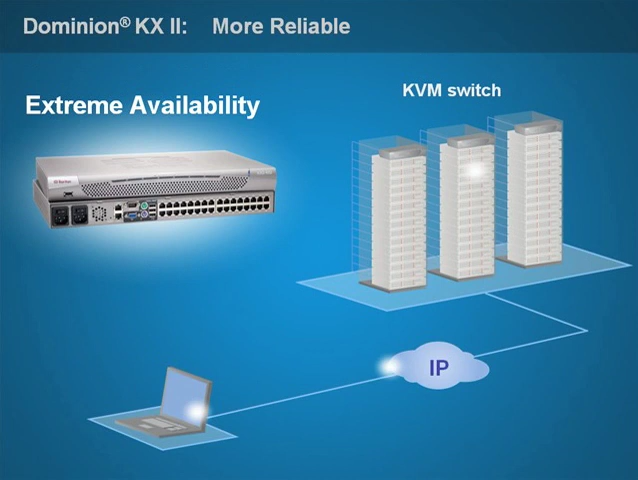 Dominion® KX II: More Reliable
Extreme Availability
KVM switch
IP